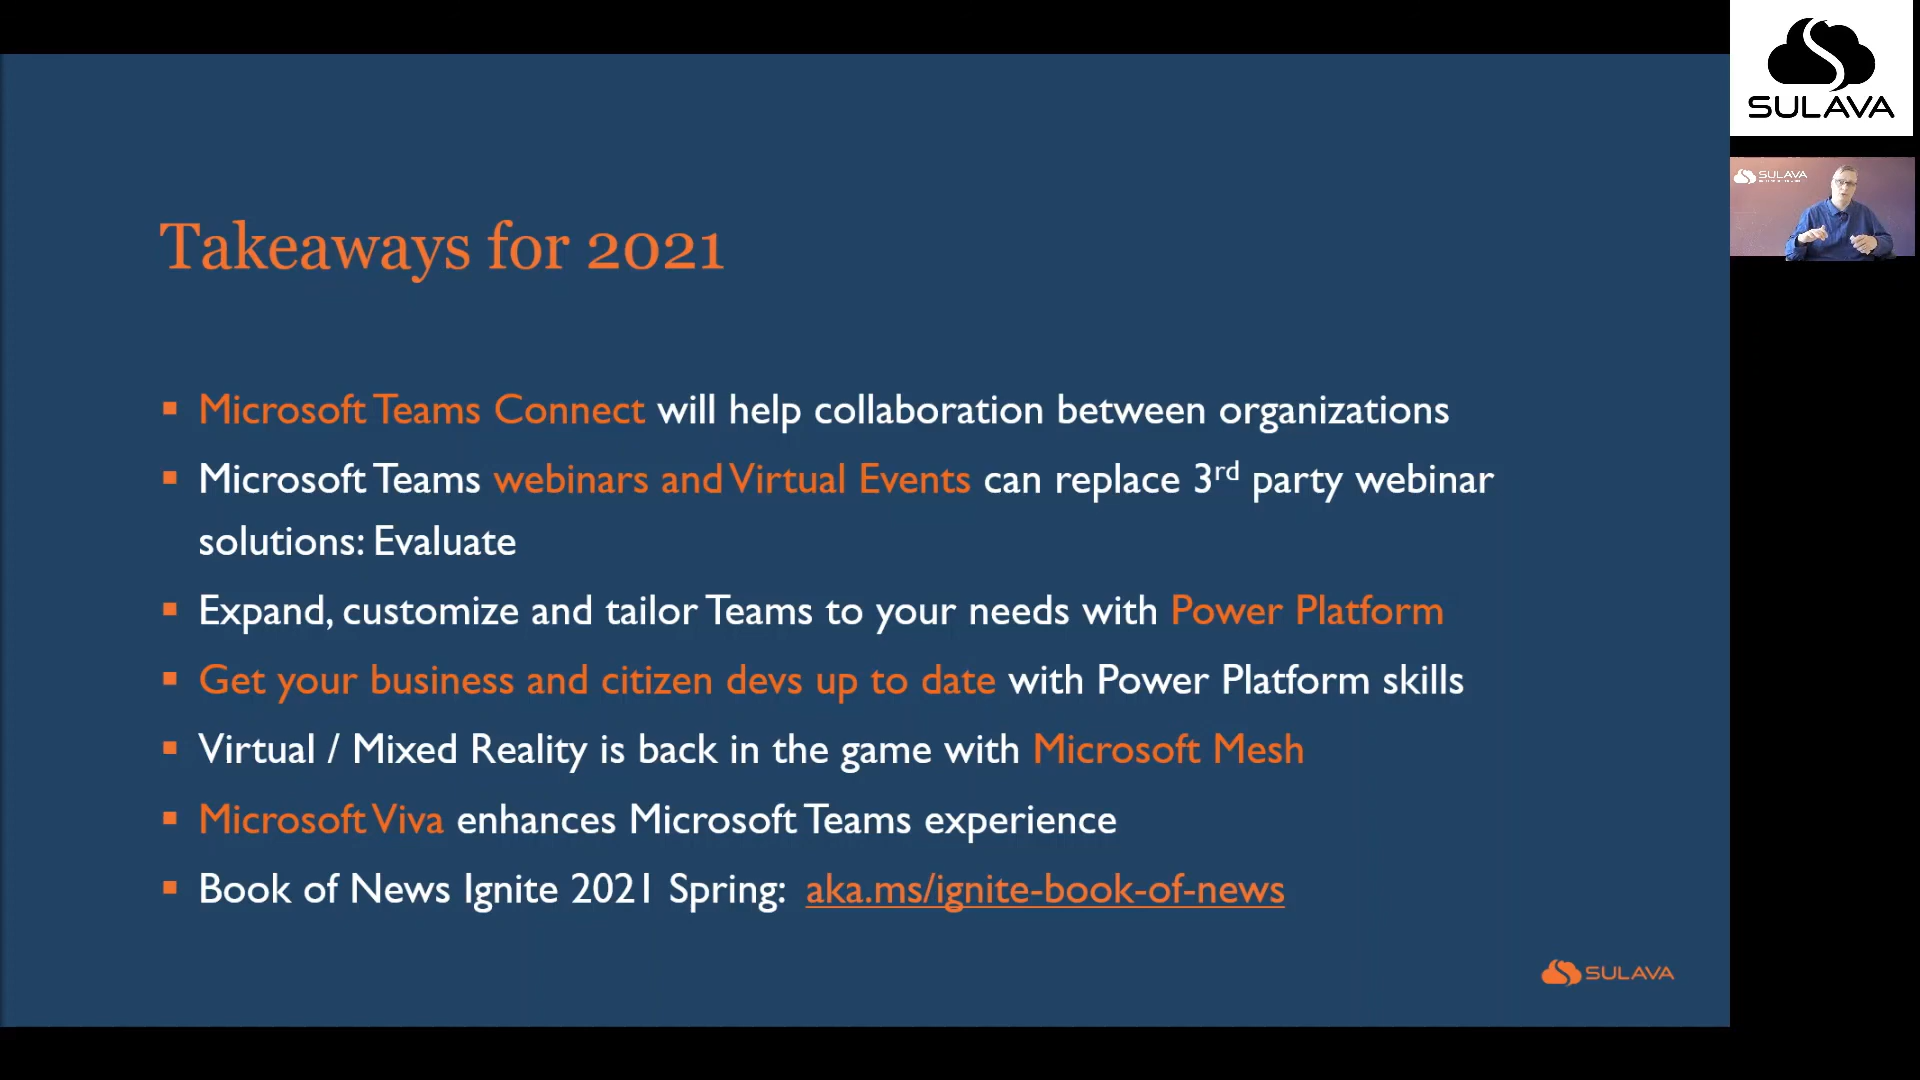 Takeaways for 2021
Microsoft Teams Connect will help collaboration between organizations
Microsoft Teams webinars and Virtual Events can replace 3rd party webinar
solutions: Evaluate
Expand, customize and tailor Teams to your needs with Power Platform
Get your business and citizen devs up to date with Power Platform skills
Virtual / Mixed Reality is back in the game with Microsoft Mesh
Microsoft Viva enhances Microsoft Teams experience
Book of News Ignite 2021 Spring: aka.ms/ignite-book-of-news
SULAVA
SULAVA
SULAVA